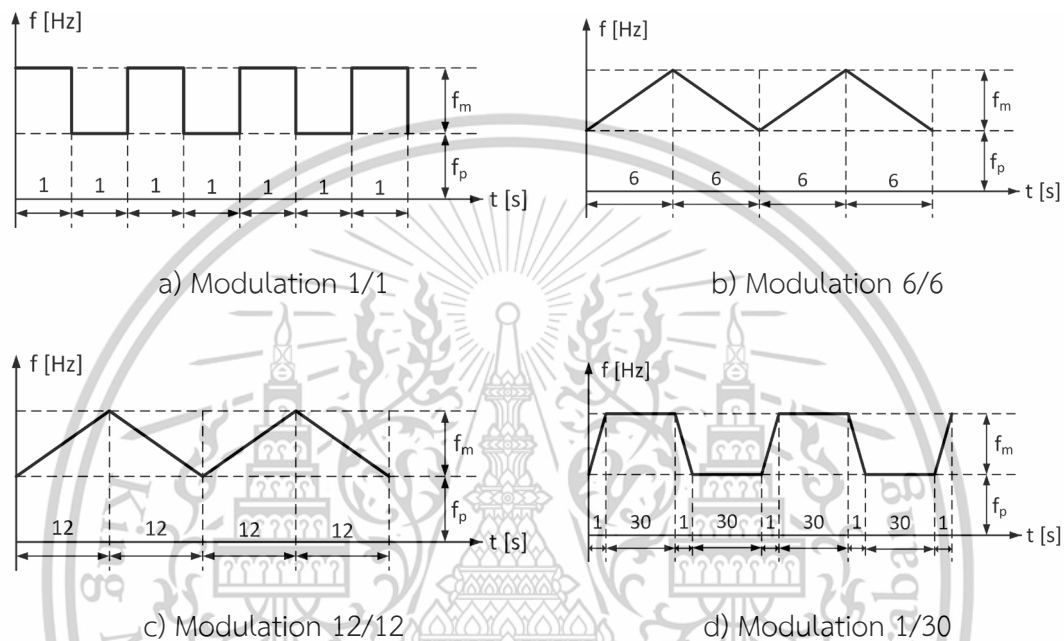 f [Hz]
f_m
f_p
1 1 1 1 1 1 1
t [s]
a) Modulation 1/1
f [Hz]
f_m
f_p
6 6 6 6
t [s]
b) Modulation 6/6
f [Hz]
f_m
f_p
12 12 12 12
t [s]
c) Modulation 12/12
f [Hz]
f_m
f_p
1 30 1 30 1 30 1 30 1
t [s]
d) Modulation 1/30
King
abang